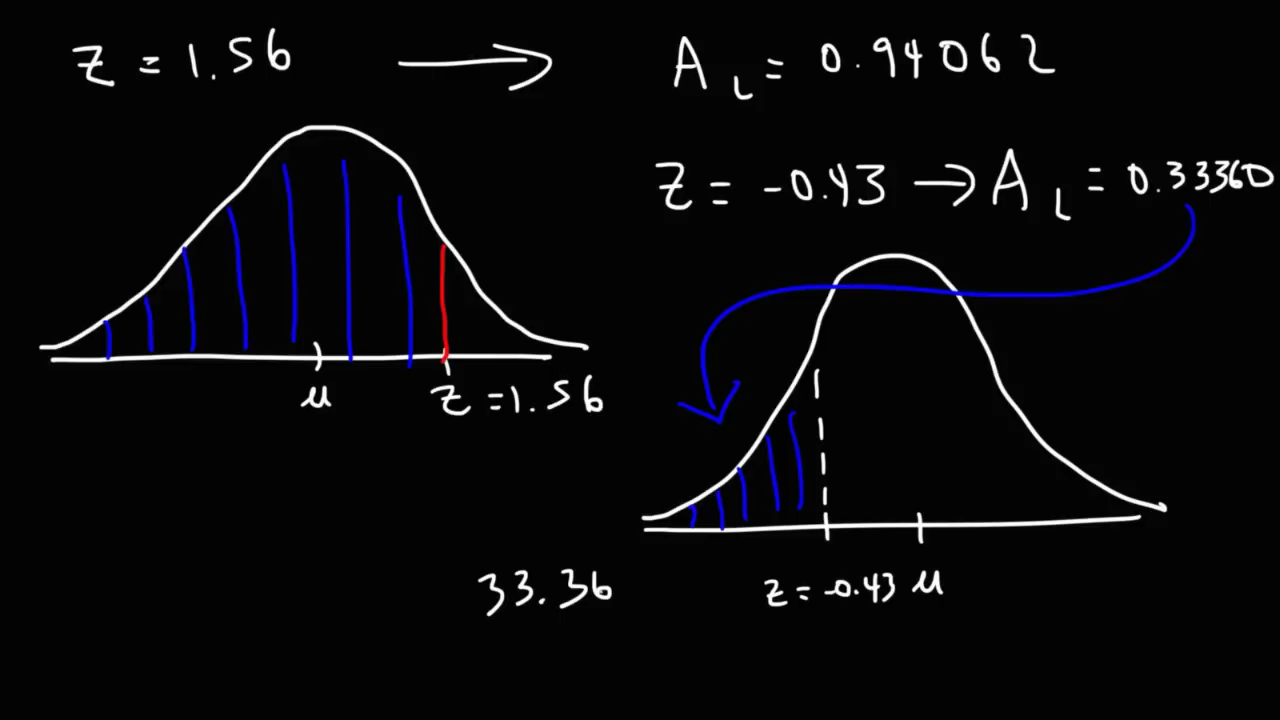 z = 1.56 → A_L = 0.94062
z = -0.43 → A_L = 0.33360
μ
z = 1.56
z = -0.43 μ
33.36